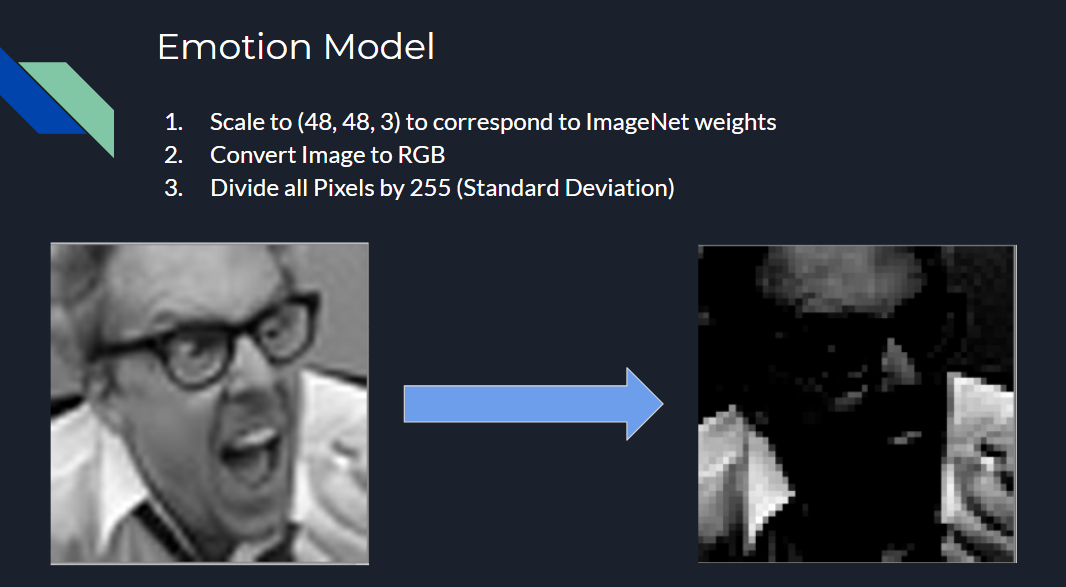 Emotion Model
1. Scale to (48, 48, 3) to correspond to ImageNet weights
2. Convert Image to RGB
3. Divide all Pixels by 255 (Standard Deviation)